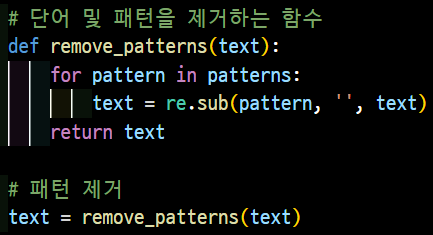 # 단어 및 패턴을 제거하는 함수
def remove_patterns(text):
    for pattern in patterns:
        text = re.sub(pattern, '', text)
    return text

# 패턴 제거
text = remove_patterns(text)